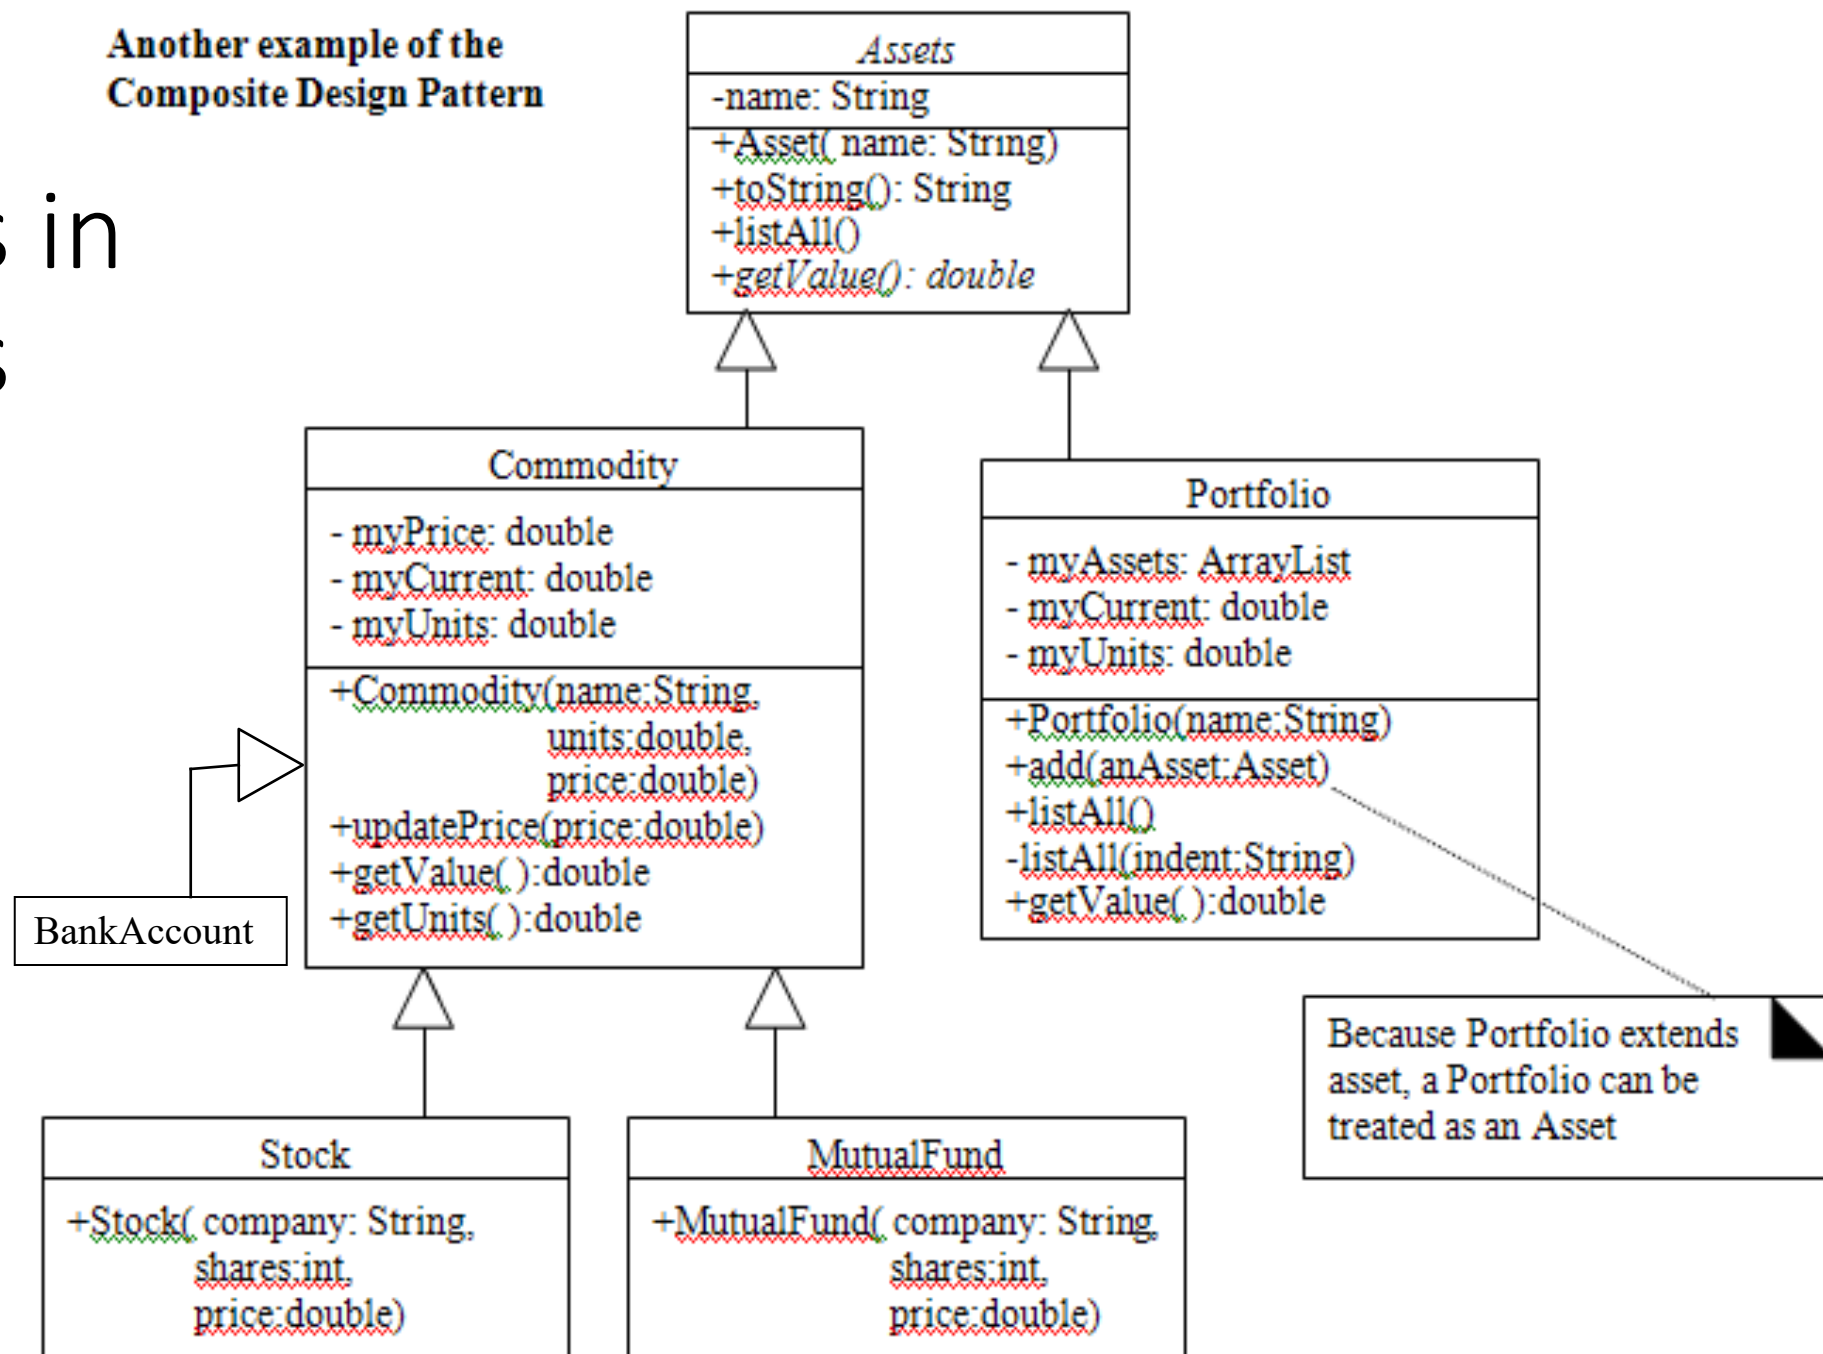 Another example of the
Composite Design Pattern
s in
s
Assets
-name: String
+Asset( name: String)
+toString(): String
+listAll()
+getValue(): double
Commodity
- myPrice: double
- myCurrent: double
- myUnits: double
+Commodity(name:String,
units:double,
price:double)
+updatePrice(price:double)
+getValue( ):double
+getUnits( ):double
Portfolio
- myAssets: ArrayList
- myCurrent: double
- myUnits: double
+Portfolio(name:String)
+add(anAsset:Asset)
+listAll()
-listAll(indent:String)
+getValue( ):double
BankAccount
Because Portfolio extends
asset, a Portfolio can be
treated as an Asset
Stock
+Stock( company: String,
shares:int,
price:double)
MutualFund
+MutualFund( company: String,
shares:int,
price:double)